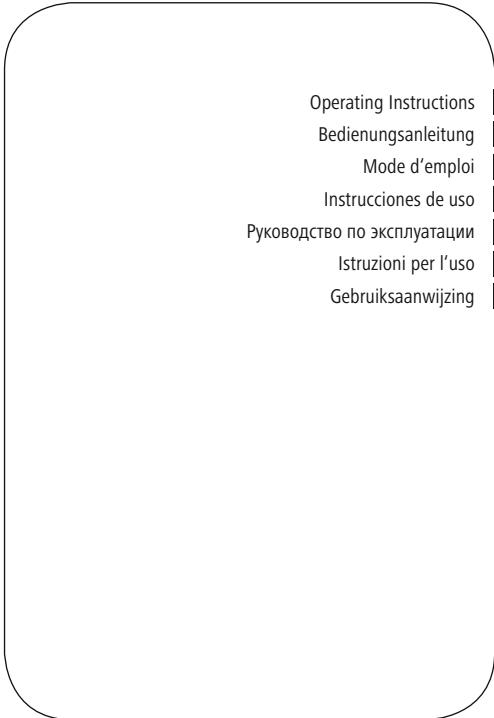 Operating Instructions
Bedienungsanleitung
Mode d’emploi
Instrucciones de uso
Руководство по эксплуатации
Istruzioni per l’uso
Gebruiksaanwijzing